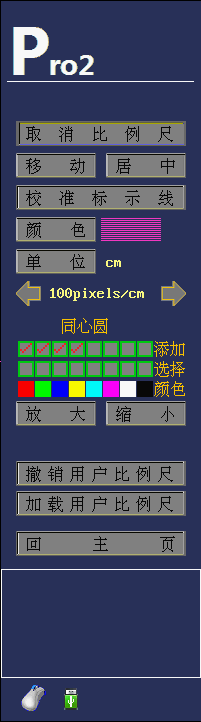 Pro2
取消比例尺
移动 居中
校准标示线
颜色
单位 cm
100pixels/cm
同心圆
添加
选择
颜色
放大 缩小
撤销用户比例尺
加载用户比例尺
回主页